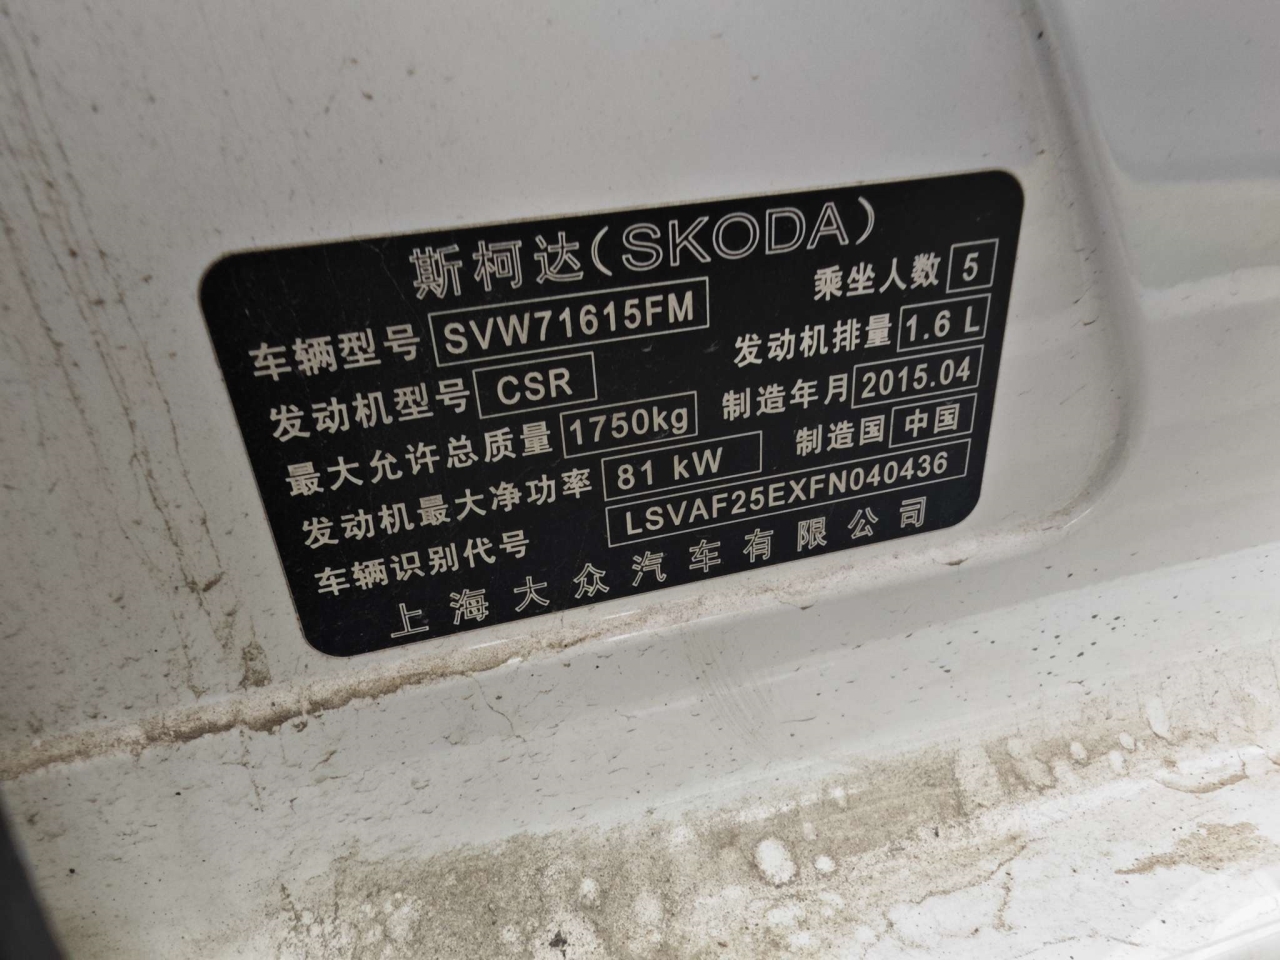 斯柯达(SKODA)
车辆型号 SVW71615FM 乘坐人数 5
发动机型号 CSR 发动机排量 1.6 L
最大允许总质量 1750kg 制造年月 2015.04
发动机最大净功率 81 kW 制造国 中国
车辆识别代号 LSVAF25EXFN040436
上海大众汽车有限公司